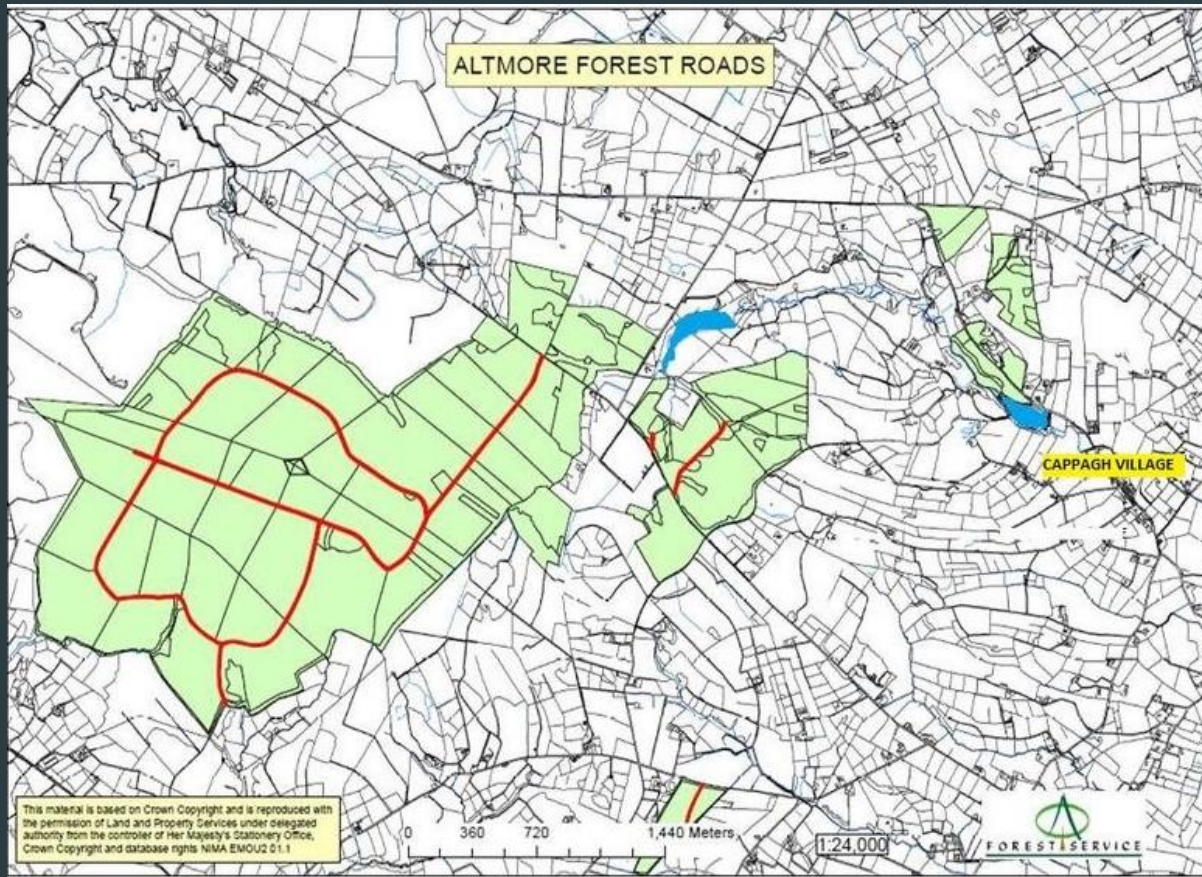 ALTMORE FOREST ROADS
CAPPAGH VILLAGE
This material is based on Crown Copyright and is reproduced with
the permission of Land and Property Services under delegated
authority from the controller of Her Majesty's Stationery Office,
Crown Copyright and database rights NIMA EMOU2 01.1
0 360 720 1,440 Meters
1:24,000
FOREST SERVICE